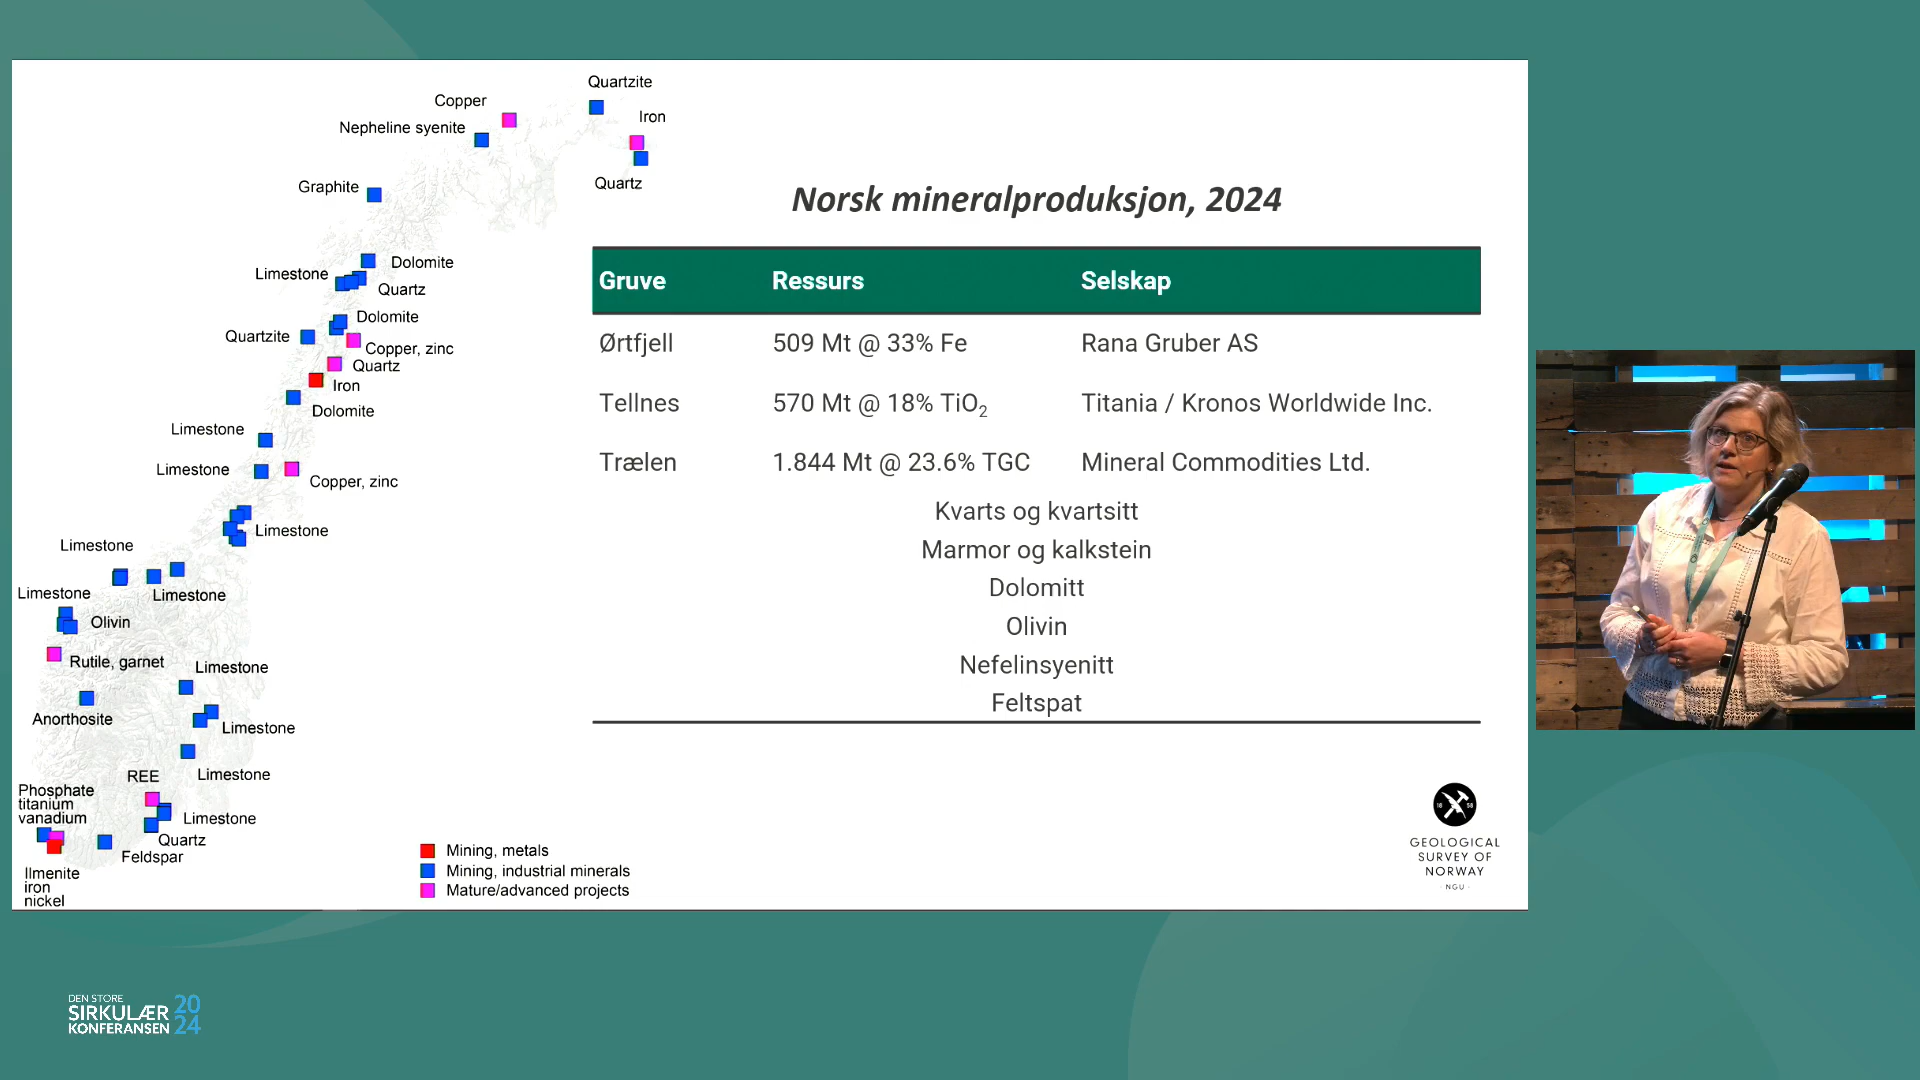 Quartzite
Copper
Iron
Nepheline syenite
Quartz
Graphite
Dolomite
Limestone
Quartz
Dolomite
Quartzite
Copper, zinc
Quartz
Iron
Dolomite
Limestone
Limestone
Copper, zinc
Limestone
Limestone
Limestone
Limestone
Olivin
Rutile, garnet
Limestone
Anorthosite
Limestone
Limestone
REE
Phosphate
titanium
vanadium
Limestone
Quartz
Feldspar
Ilmenite
iron
nickel
Mining, metals
Mining, industrial minerals
Mature/advanced projects
Norsk mineralproduksjon, 2024
Gruve Ressurs Selskap
Ørtfjell 509 Mt @ 33% Fe Rana Gruber AS
Tellnes 570 Mt @ 18% TiO₂ Titania / Kronos Worldwide Inc.
Trælen 1.844 Mt @ 23.6% TGC Mineral Commodities Ltd.
Kvarts og kvartsitt
Marmor og kalkstein
Dolomitt
Olivin
Nefelinsyenitt
Feltspat
18 58
GEOLOGICAL
SURVEY OF
NORWAY
- NGU -
DEN STORE
SIRKULÆR
KONFERANSEN
20
24